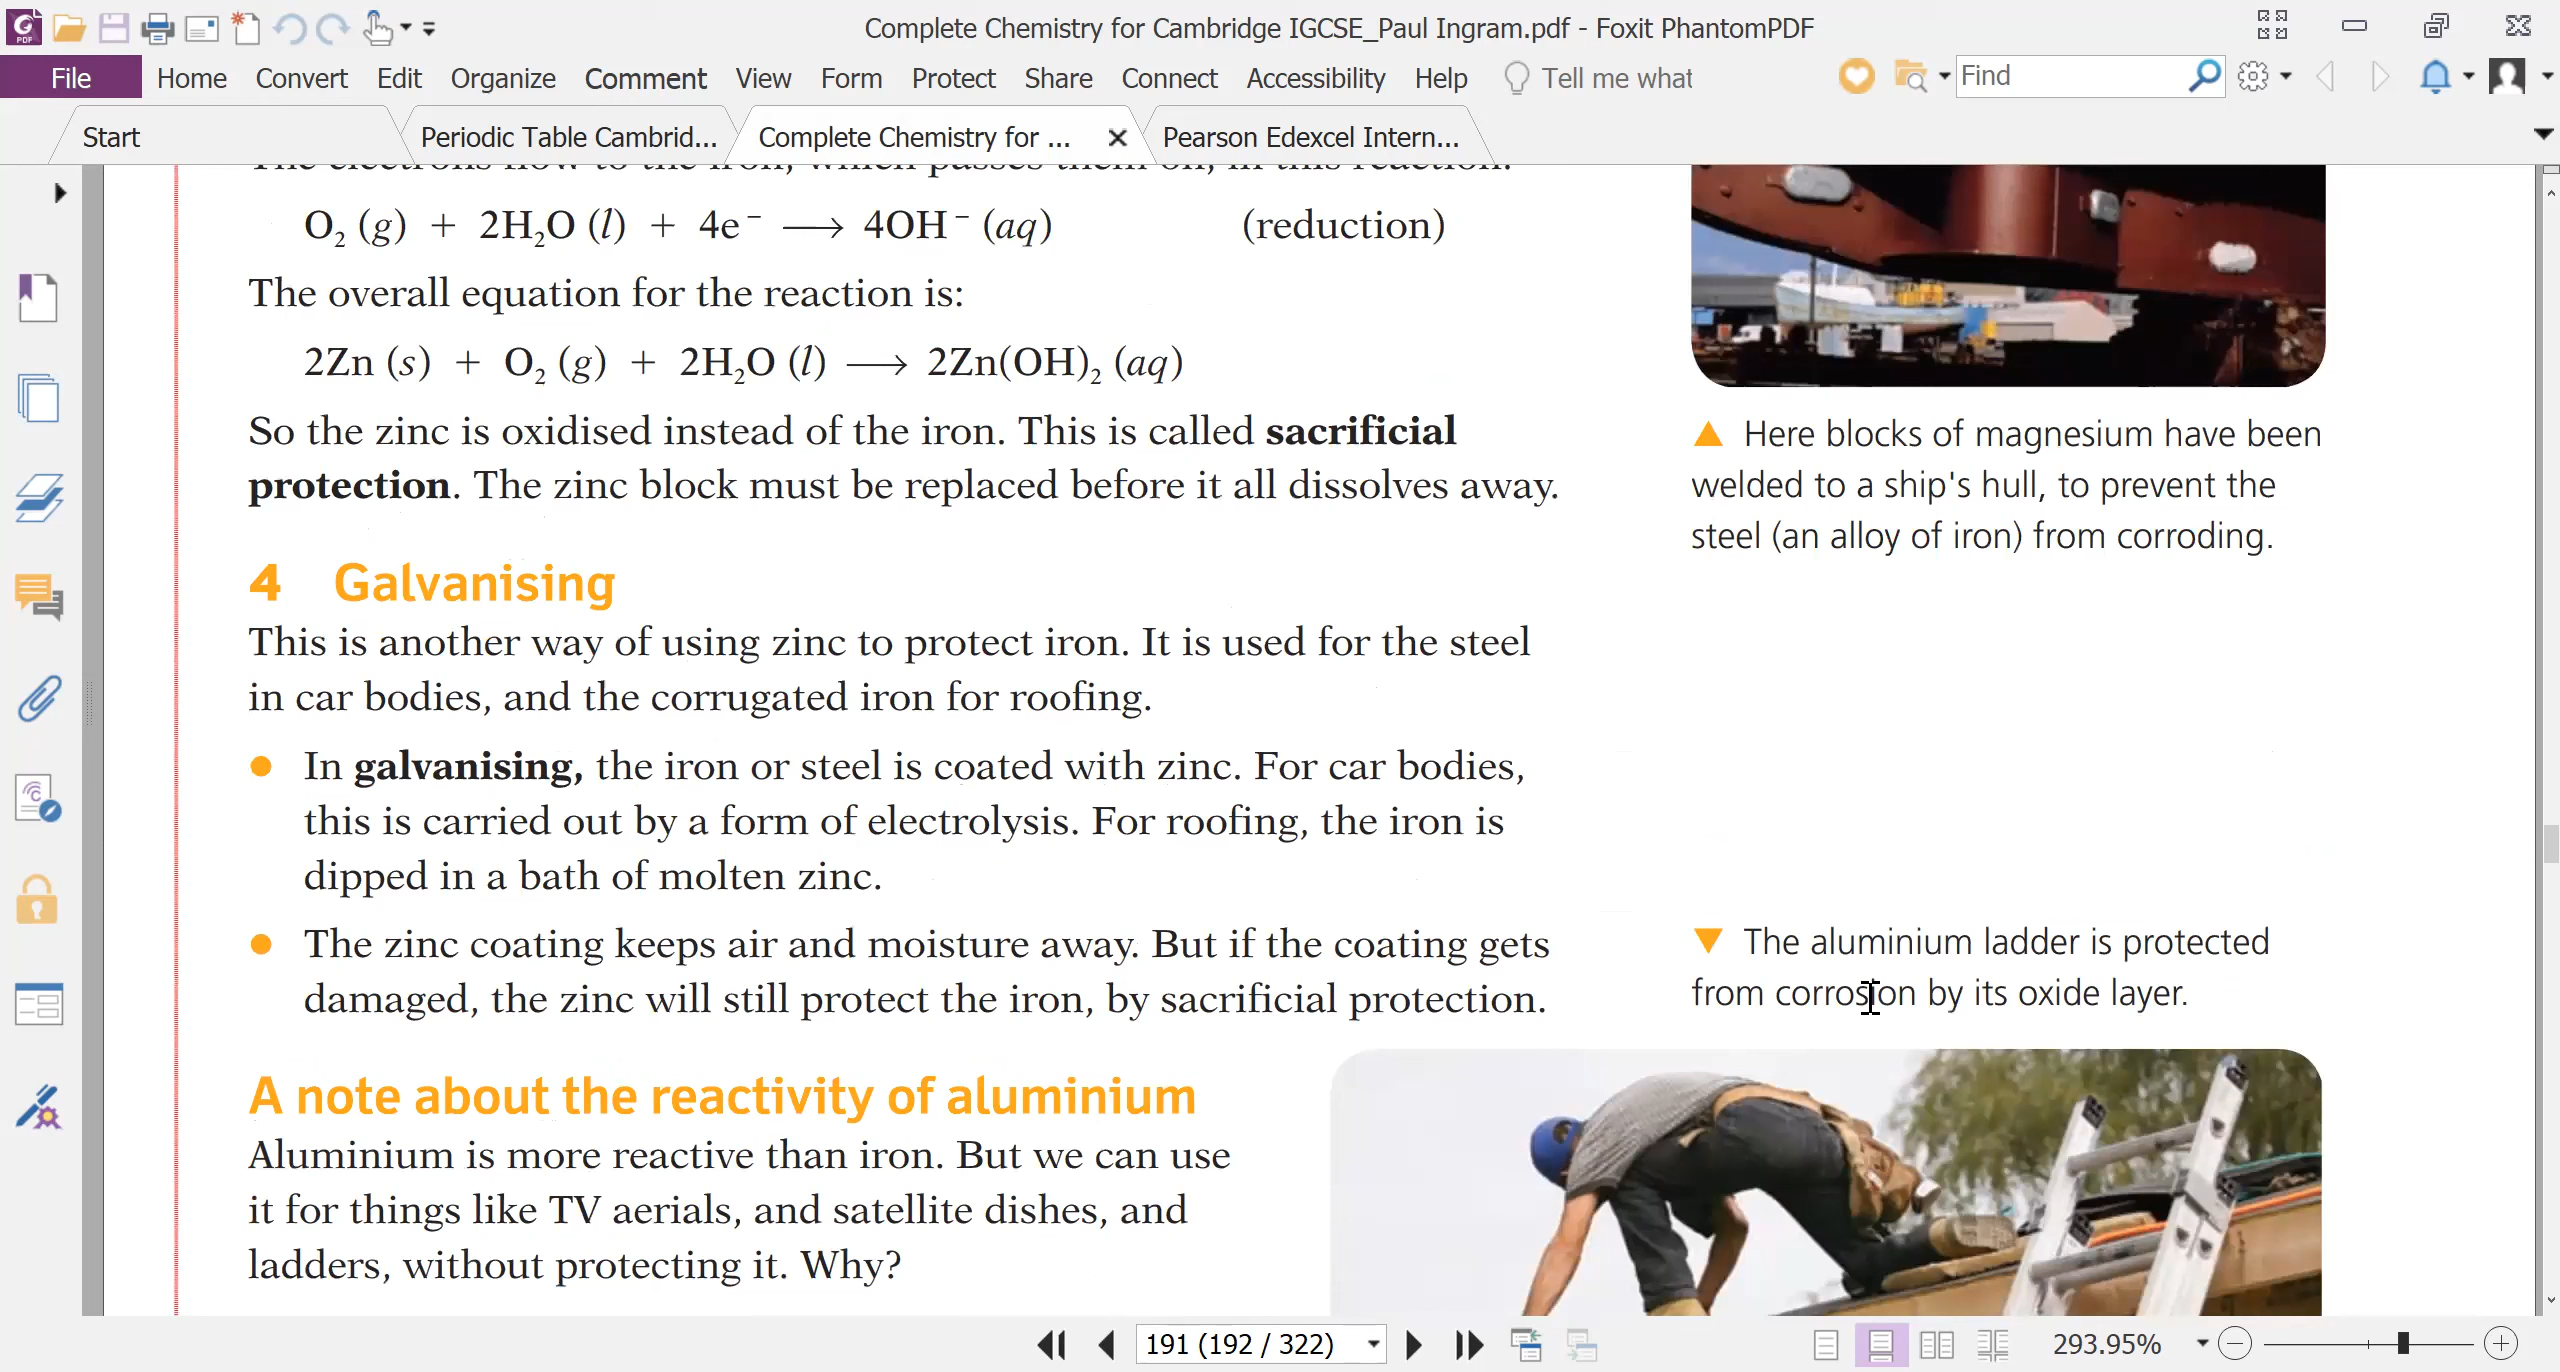 Complete Chemistry for Cambridge IGCSE_Paul Ingram.pdf - Foxit PhantomPDF
File Home Convert Edit Organize Comment View Form Protect Share Connect Accessibility Help Tell me what Find
Start Periodic Table Cambrid... Complete Chemistry for ... Pearson Edexcel Intern...
The electrons flow to the iron, which passes them on, in this reaction:
O₂ (g) + 2H₂O (l) + 4e⁻ ⟶ 4OH⁻ (aq) (reduction)
The overall equation for the reaction is:
2Zn (s) + O₂ (g) + 2H₂O (l) ⟶ 2Zn(OH)₂ (aq)
So the zinc is oxidised instead of the iron. This is called sacrificial
protection. The zinc block must be replaced before it all dissolves away.
▲ Here blocks of magnesium have been
welded to a ship's hull, to prevent the
steel (an alloy of iron) from corroding.
4 Galvanising
This is another way of using zinc to protect iron. It is used for the steel
in car bodies, and the corrugated iron for roofing.
● In galvanising, the iron or steel is coated with zinc. For car bodies,
this is carried out by a form of electrolysis. For roofing, the iron is
dipped in a bath of molten zinc.
● The zinc coating keeps air and moisture away. But if the coating gets
damaged, the zinc will still protect the iron, by sacrificial protection.
▼ The aluminium ladder is protected
from corrosion by its oxide layer.
A note about the reactivity of aluminium
Aluminium is more reactive than iron. But we can use
it for things like TV aerials, and satellite dishes, and
ladders, without protecting it. Why?
191 (192 / 322) 293.95%